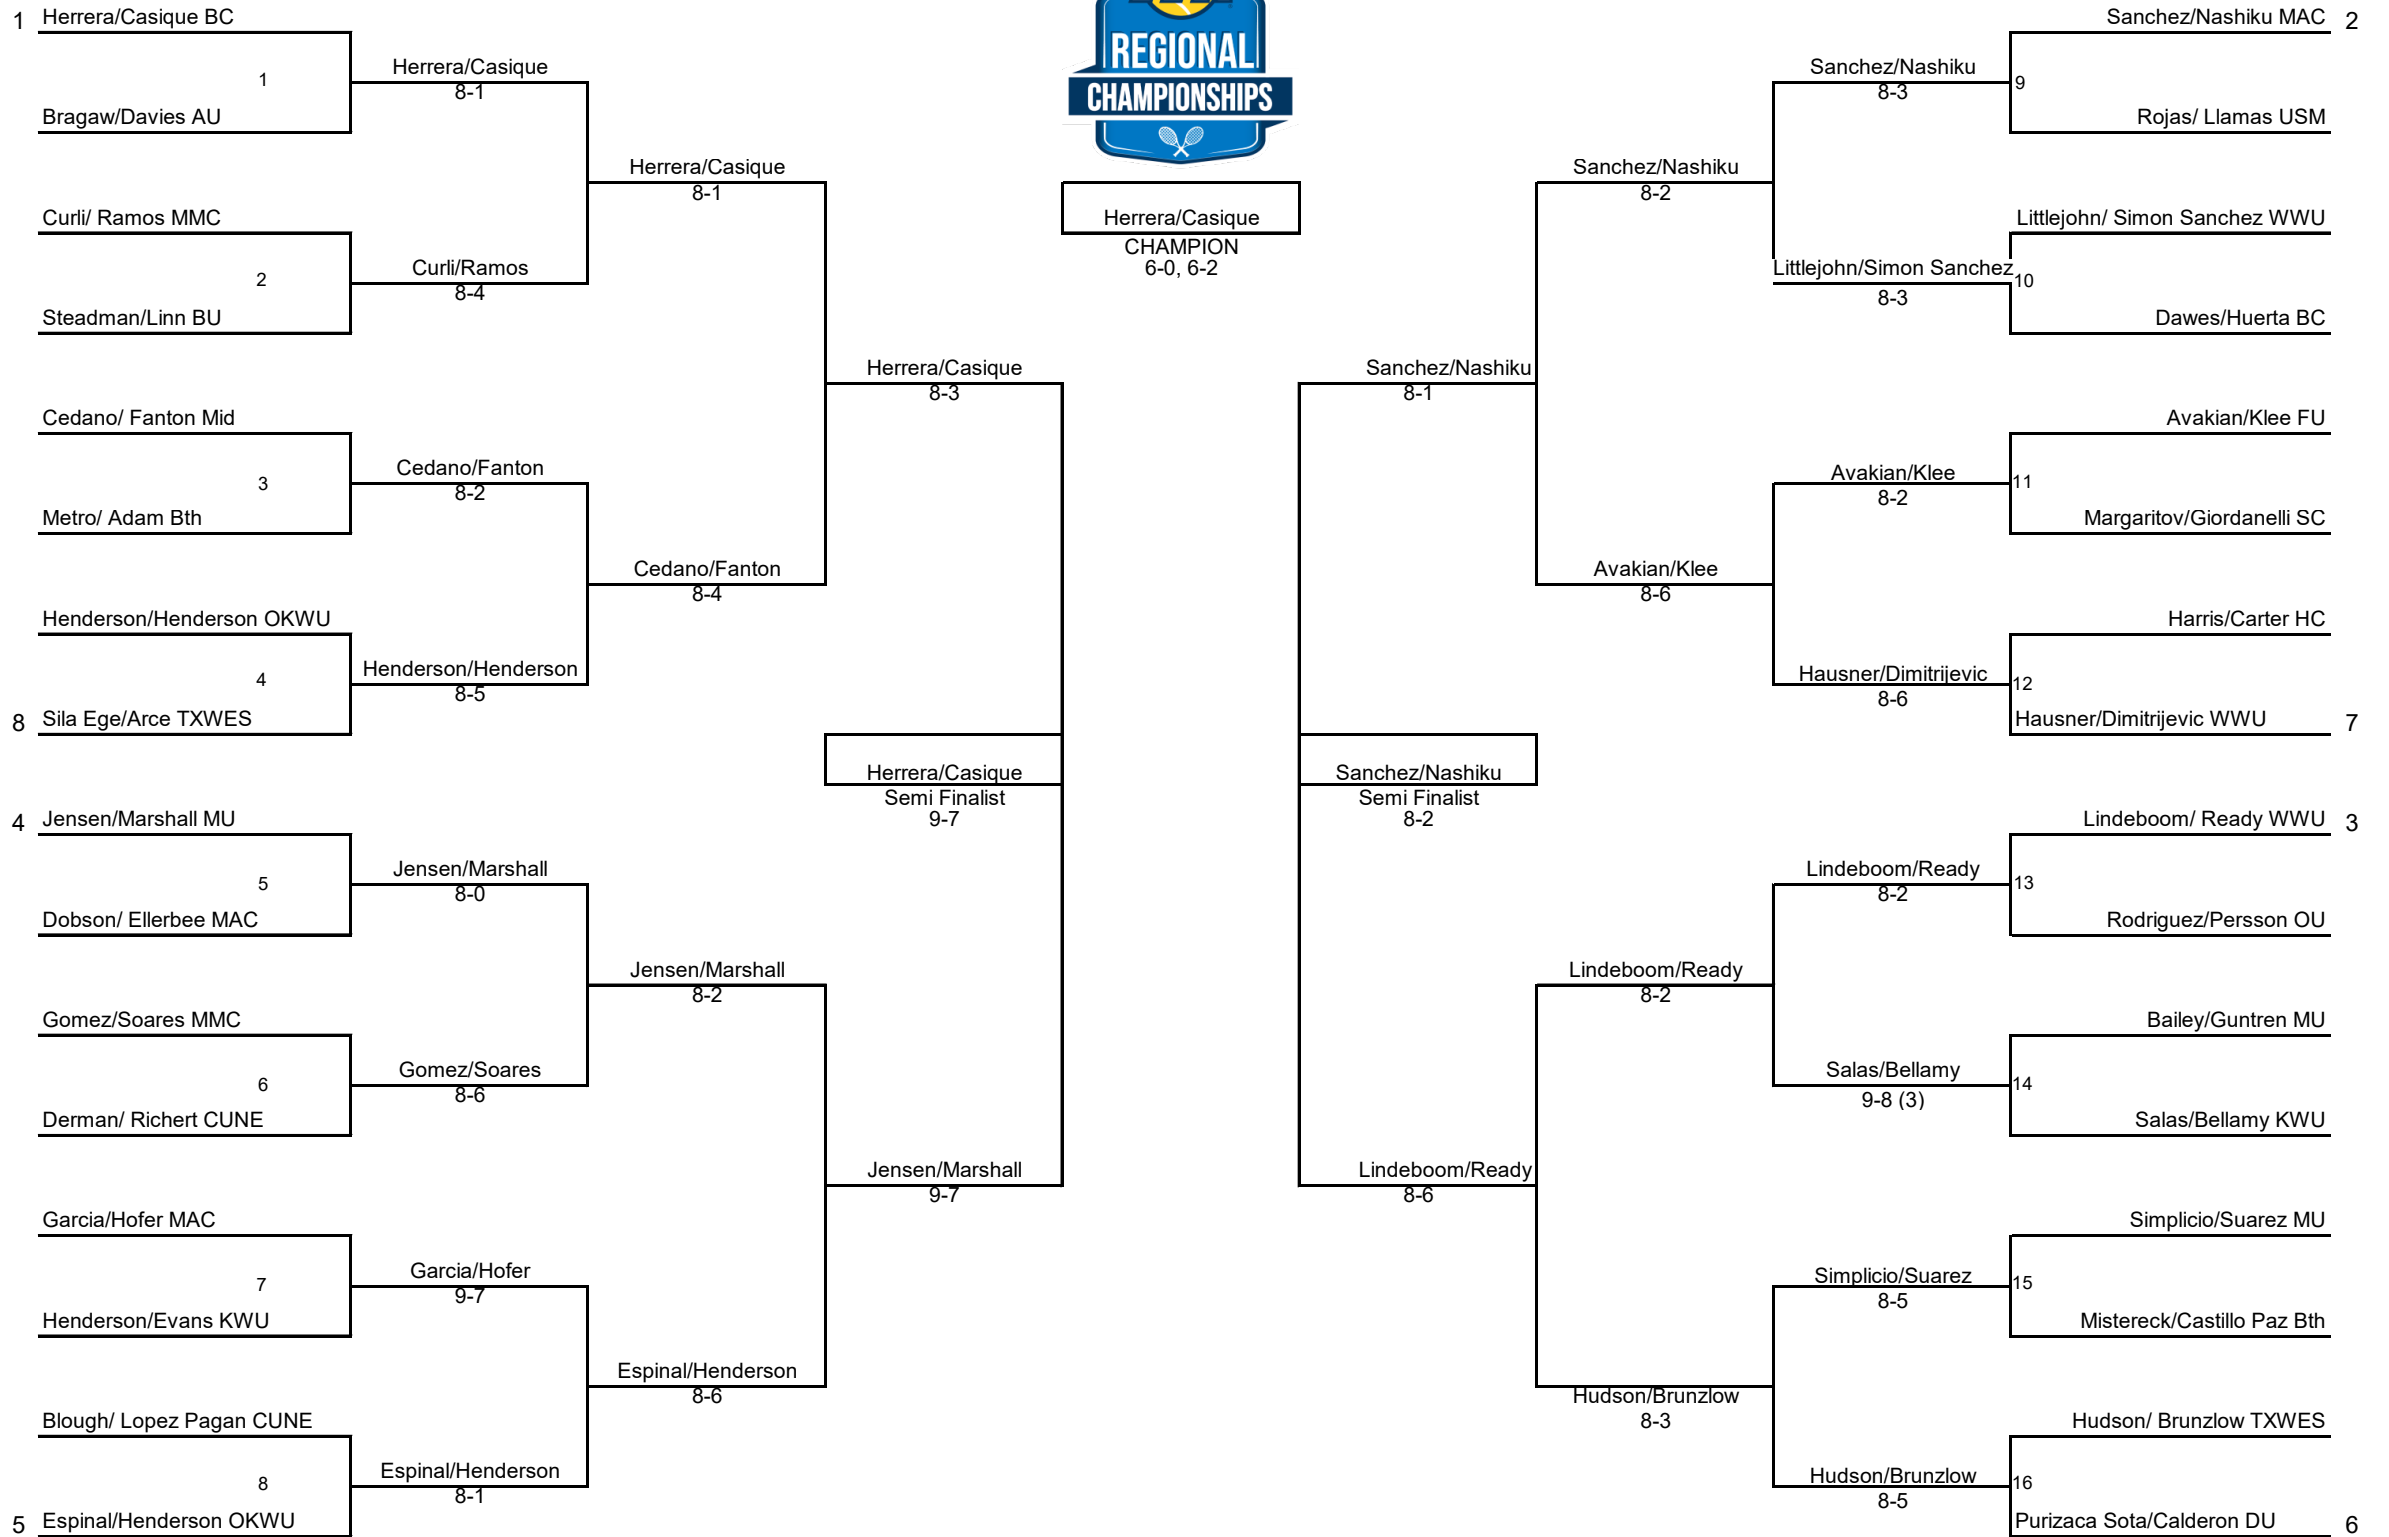 1 Herrera/Casique BC
1
Bragaw/Davies AU
Herrera/Casique
8-1
Curli/ Ramos MMC
2
Steadman/Linn BU
Curli/Ramos
8-4
Herrera/Casique
8-1
Cedano/ Fanton Mid
3
Metro/ Adam Bth
Cedano/Fanton
8-2
Henderson/Henderson OKWU
4
8 Sila Ege/Arce TXWES
Henderson/Henderson
8-5
Cedano/Fanton
8-4
Herrera/Casique
8-3
4 Jensen/Marshall MU
5
Dobson/ Ellerbee MAC
Jensen/Marshall
8-0
Gomez/Soares MMC
6
Derman/ Richert CUNE
Gomez/Soares
8-6
Jensen/Marshall
8-2
Garcia/Hofer MAC
7
Henderson/Evans KWU
Garcia/Hofer
9-7
Blough/ Lopez Pagan CUNE
8
5 Espinal/Henderson OKWU
Espinal/Henderson
8-1
Espinal/Henderson
8-6
Jensen/Marshall
9-7
Herrera/Casique
Semi Finalist
9-7
REGIONAL
CHAMPIONSHIPS
Herrera/Casique
CHAMPION
6-0, 6-2
Sanchez/Nashiku
Semi Finalist
8-2
Sanchez/Nashiku
8-1
Sanchez/Nashiku
8-2
Sanchez/Nashiku
8-3
Sanchez/Nashiku MAC 2
9
Rojas/ Llamas USM
Littlejohn/Simon Sanchez
8-3
Littlejohn/ Simon Sanchez WWU
10
Dawes/Huerta BC
Avakian/Klee
8-6
Avakian/Klee
8-2
Avakian/Klee FU
11
Margaritov/Giordanelli SC
Hausner/Dimitrijevic
8-6
Harris/Carter HC
12
Hausner/Dimitrijevic WWU 7
Lindeboom/Ready
8-6
Lindeboom/Ready
8-2
Lindeboom/Ready
8-2
Lindeboom/ Ready WWU 3
13
Rodriguez/Persson OU
Salas/Bellamy
9-8 (3)
Bailey/Guntren MU
14
Salas/Bellamy KWU
Hudson/Brunzlow
8-3
Simplicio/Suarez
8-5
Simplicio/Suarez MU
15
Mistereck/Castillo Paz Bth
Hudson/Brunzlow
8-5
Hudson/ Brunzlow TXWES
16
Purizaca Sota/Calderon DU 6